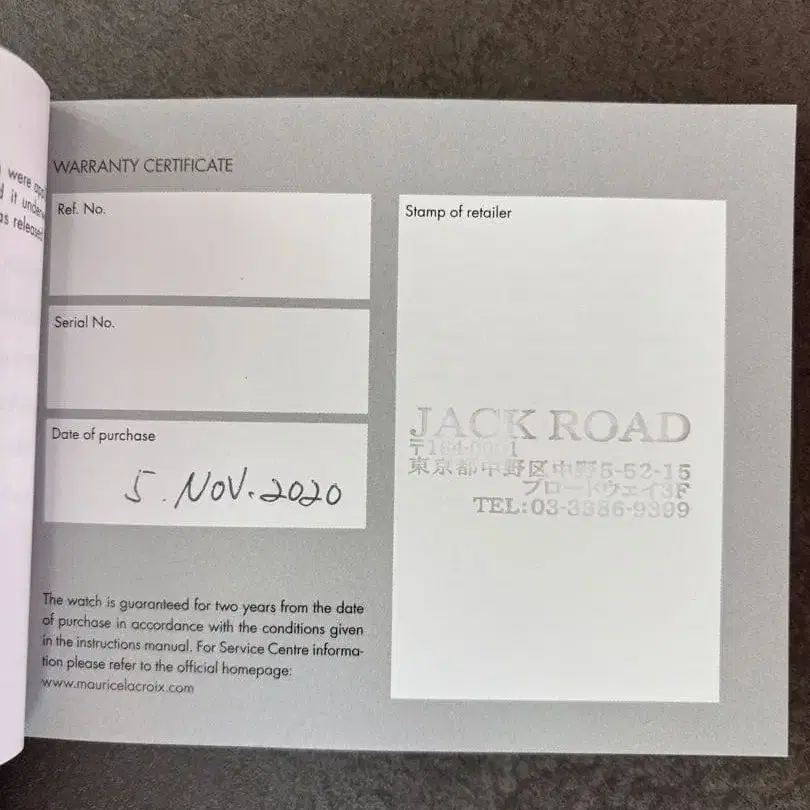 were
it
as released
WARRANTY CERTIFICATE
Ref. No.
Serial No.
Date of purchase
5. NOV. 2020
The watch is guaranteed for two years from the date
of purchase in accordance with the conditions given
in the instructions manual. For Service Centre informa-
tion please refer to the official homepage:
www.mauricelacroix.com
Stamp of retailer
JACK ROAD
〒164-0001
東京都中野区中野5-52-15
ブロードウェイ3F
TEL:03-3386-9399